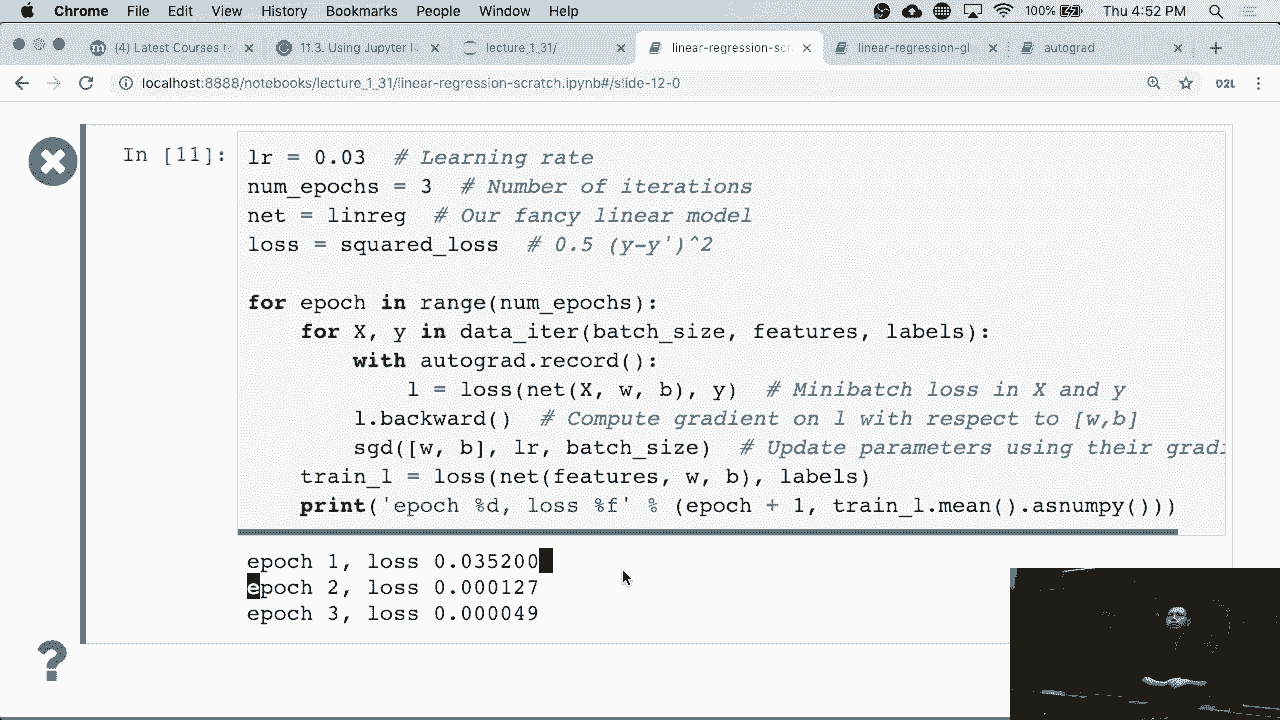 Chrome File Edit View History Bookmarks People Window Help 100% Thu 4:52 PM
(4) Latest Courses t 11.3. Using Jupyter lecture_1_31/ linear-regression-scr linear-regression-gl autograd
localhost:8888/notebooks/lecture_1_31/linear-regression-scratch.ipynb#/slide-12-0 D2L
In [11]: lr = 0.03 # Learning rate
num_epochs = 3 # Number of iterations
net = linreg # Our fancy linear model
loss = squared_loss # 0.5 (y-y')^2
for epoch in range(num_epochs):
for X, y in data_iter(batch_size, features, labels):
with autograd.record():
l = loss(net(X, w, b), y) # Minibatch loss in X and y
l.backward() # Compute gradient on l with respect to [w,b]
sgd([w, b], lr, batch_size) # Update parameters using their gradi
train_l = loss(net(features, w, b), labels)
print('epoch %d, loss %f' % (epoch + 1, train_l.mean().asnumpy()))
epoch 1, loss 0.035200
epoch 2, loss 0.000127
epoch 3, loss 0.000049
?